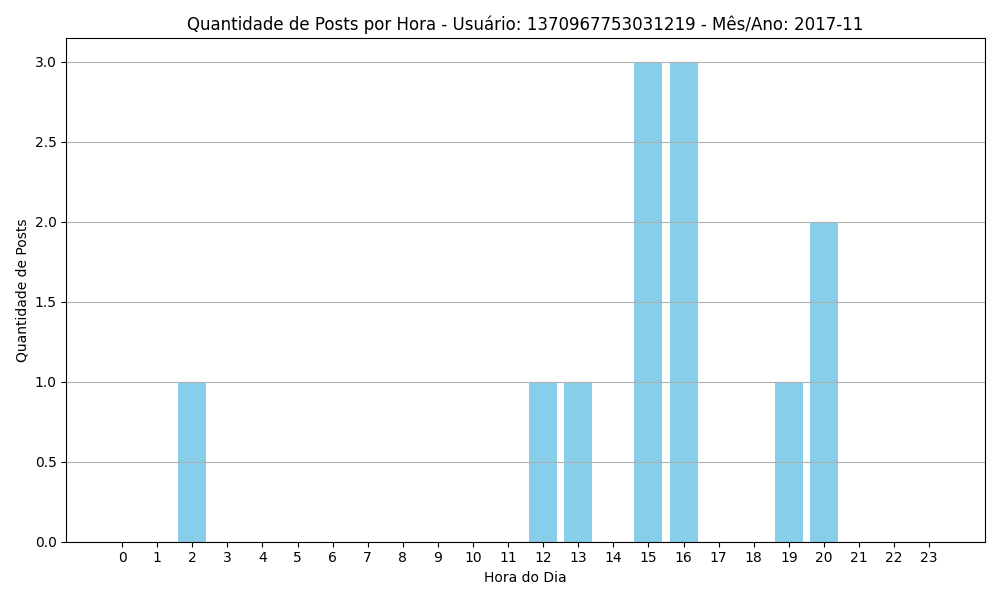 Quantidade de Posts por Hora - Usuário: 1370967753031219 - Mês/Ano: 2017-11
Quantidade de Posts
3.0
2.5
2.0
1.5
1.0
0.5
0.0
0 1 2 3 4 5 6 7 8 9 10 11 12 13 14 15 16 17 18 19 20 21 22 23
Hora do Dia